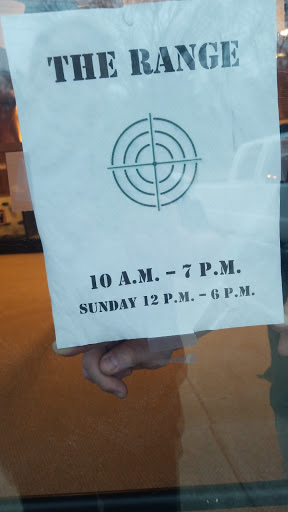 THE RANGE
10 A.M. – 7 P.M.
SUNDAY 12 P.M. – 6 P.M.